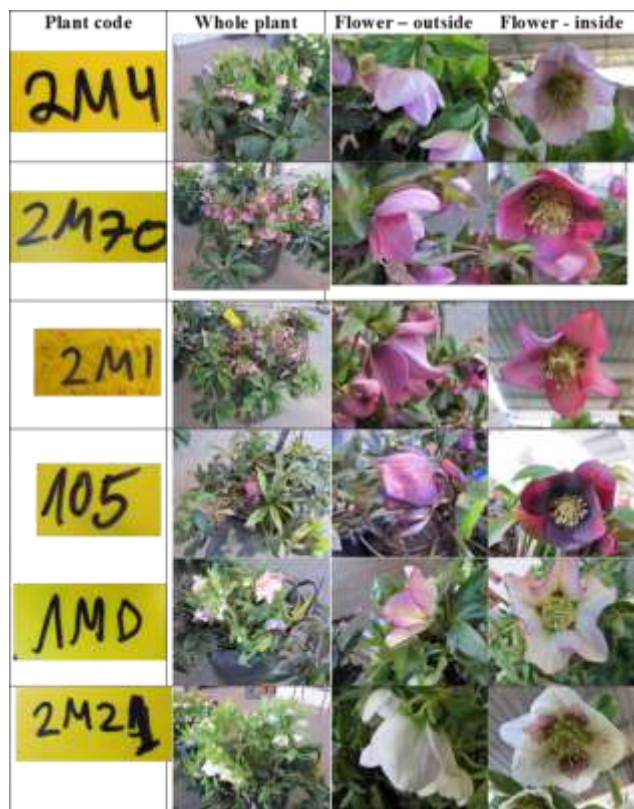 Plant code Whole plant Flower – outside Flower - inside
2M4
2M70
2M1
105
1MD
2M21